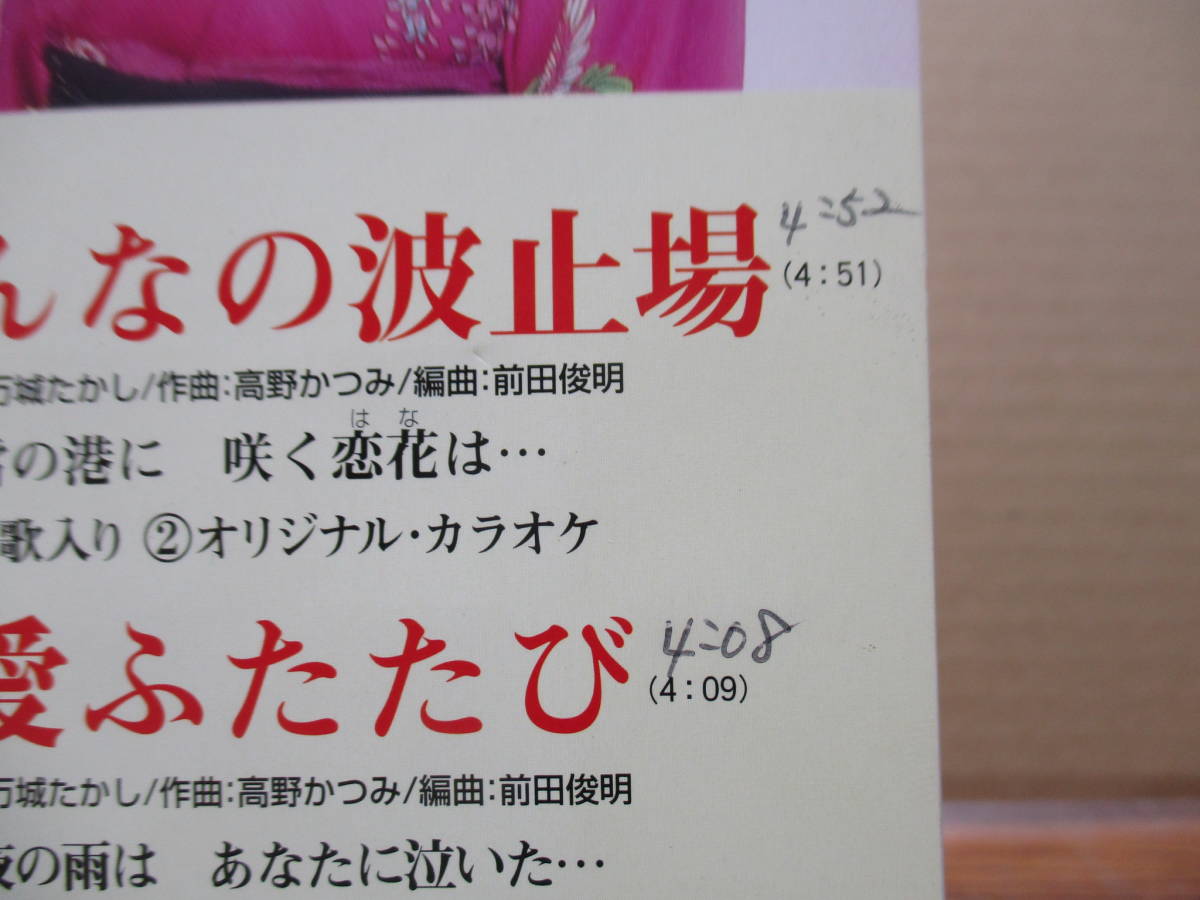 んなの波止場
4:52
(4:51)
万城たかし/作曲:高野かつみ/編曲:前田俊明
の港に 咲く恋花は…
はな
歌入り ②オリジナル・カラオケ
愛ふたたび
4:08
(4:09)
万城たかし/作曲:高野かつみ/編曲:前田俊明
夜の雨は あなたに泣いた…